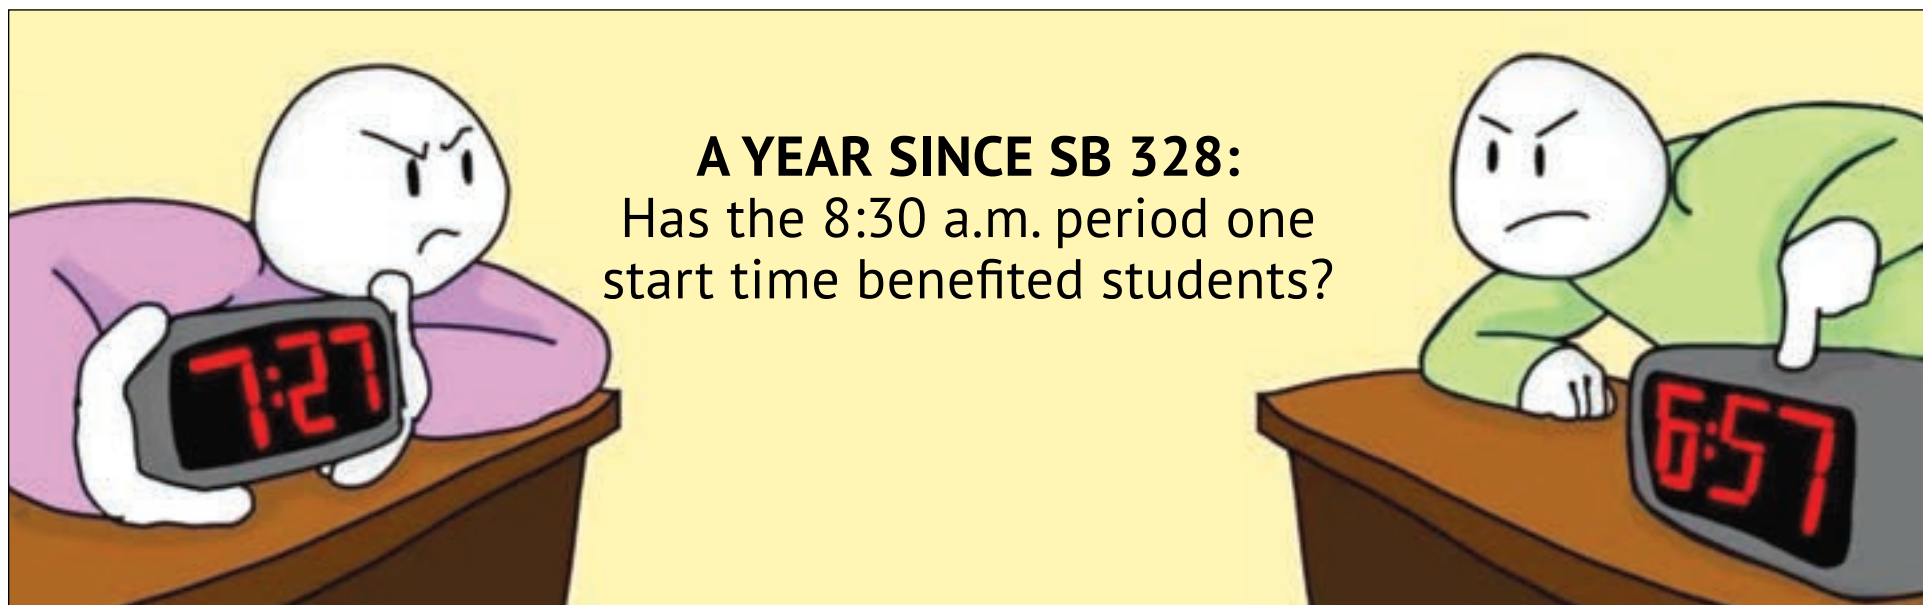 A YEAR SINCE SB 328:
Has the 8:30 a.m. period one
start time benefited students?
7:27
6:57